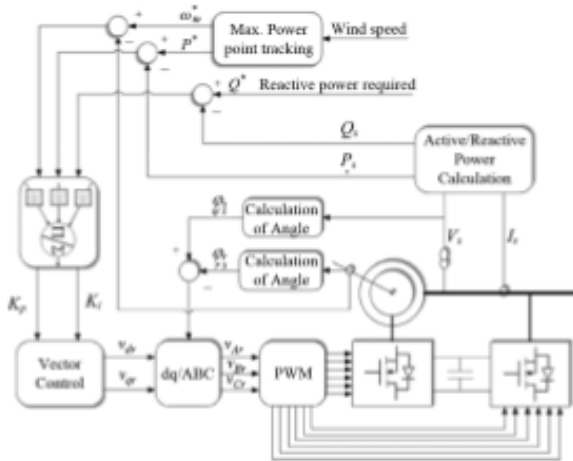 Max. Power
point tracking
Wind speed
P*
Q*
Reactive power required
Qs
Ps
Active/Reactive
Power
Calculation
Calculation
of Angle
Calculation
of Angle
Vs
Is
Kp
Ki
Vector
Control
vdr
vqr
dq/ABC
vAr
vBr
vCr
PWM